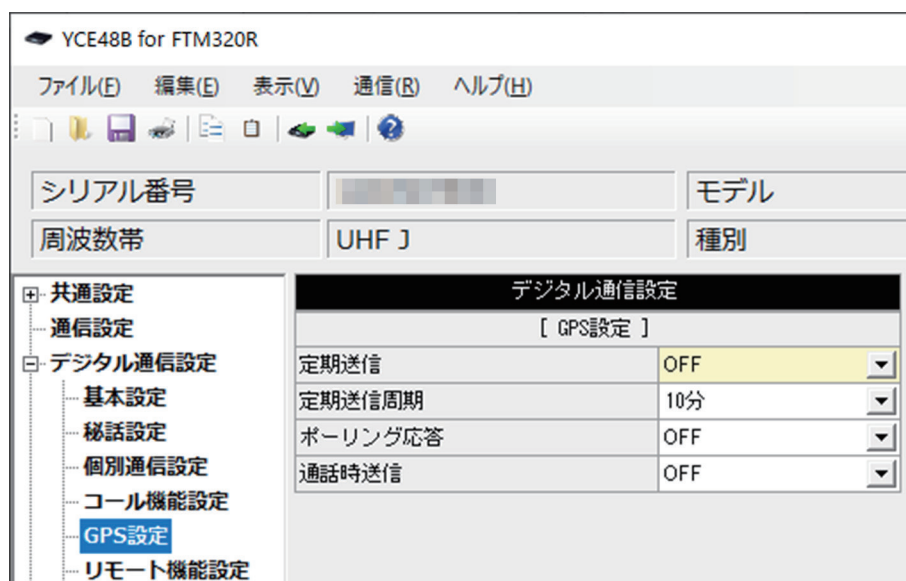 YCE48B for FTM320R
ファイル(F) 編集(E) 表示(V) 通信(R) ヘルプ(H)
シリアル番号 モデル
周波数帯 UHF J 種別
共通設定
通信設定
デジタル通信設定
基本設定
秘話設定
個別通信設定
コール機能設定
GPS設定
リモート機能設定
デジタル通信設定
[ GPS設定 ]
定期送信 OFF
定期送信周期 10分
ポーリング応答 OFF
通話時送信 OFF